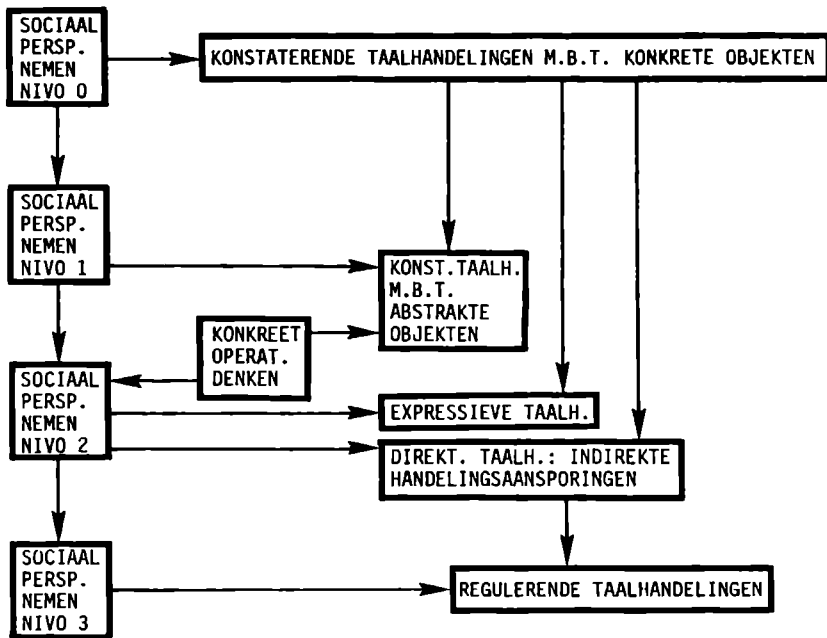 SOCIAAL
PERSP.
NEMEN
NIVO 0
KONSTATERENDE TAALHANDELINGEN M.B.T. KONKRETE OBJEKTEN
SOCIAAL
PERSP.
NEMEN
NIVO 1
KONST.TAALH.
M.B.T.
ABSTRAKTE
OBJEKTEN
KONKREET
OPERAT.
DENKEN
SOCIAAL
PERSP.
NEMEN
NIVO 2
EXPRESSIEVE TAALH.
DIREKT. TAALH.: INDIREKTE
HANDELINGSAANSPORINGEN
SOCIAAL
PERSP.
NEMEN
NIVO 3
REGULERENDE TAALHANDELINGEN